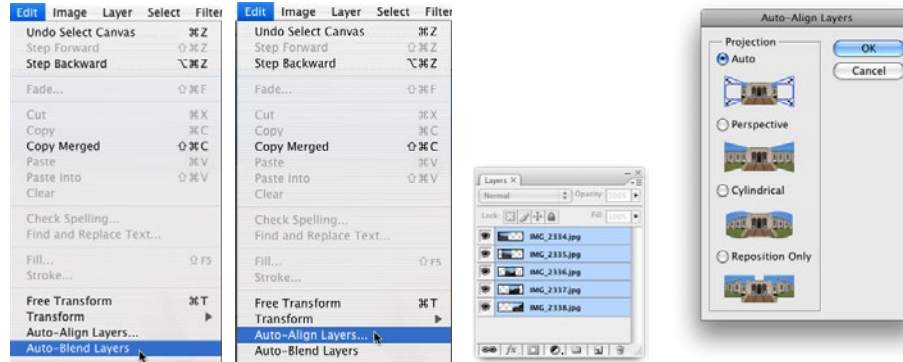 Edit Image Layer Select Filter
Undo Select Canvas ⌘Z
Step Forward ⇧⌘Z
Step Backward ⌥⌘Z
Fade... ⇧⌘F
Cut ⌘X
Copy ⌘C
Copy Merged ⇧⌘C
Paste ⌘V
Paste Into ⇧⌘V
Clear
Check Spelling...
Find and Replace Text...
Fill... ⇧F5
Stroke...
Free Transform ⌘T
Transform ▶
Auto-Align Layers...
Auto-Blend Layers
Edit Image Layer Select Filter
Undo Select Canvas ⌘Z
Step Forward ⇧⌘Z
Step Backward ⌥⌘Z
Fade... ⇧⌘F
Cut ⌘X
Copy ⌘C
Copy Merged ⇧⌘C
Paste ⌘V
Paste Into ⇧⌘V
Clear
Check Spelling...
Find and Replace Text...
Fill... ⇧F5
Stroke...
Free Transform ⌘T
Transform ▶
Auto-Align Layers...
Auto-Blend Layers
Layers X
Normal Opacity: 100%
Lock: Fill: 100%
IMG_2334.jpg
IMG_2335.jpg
IMG_2336.jpg
IMG_2337.jpg
IMG_2338.jpg
fx
Auto-Align Layers
Projection
Auto
Perspective
Cylindrical
Reposition Only
OK
Cancel